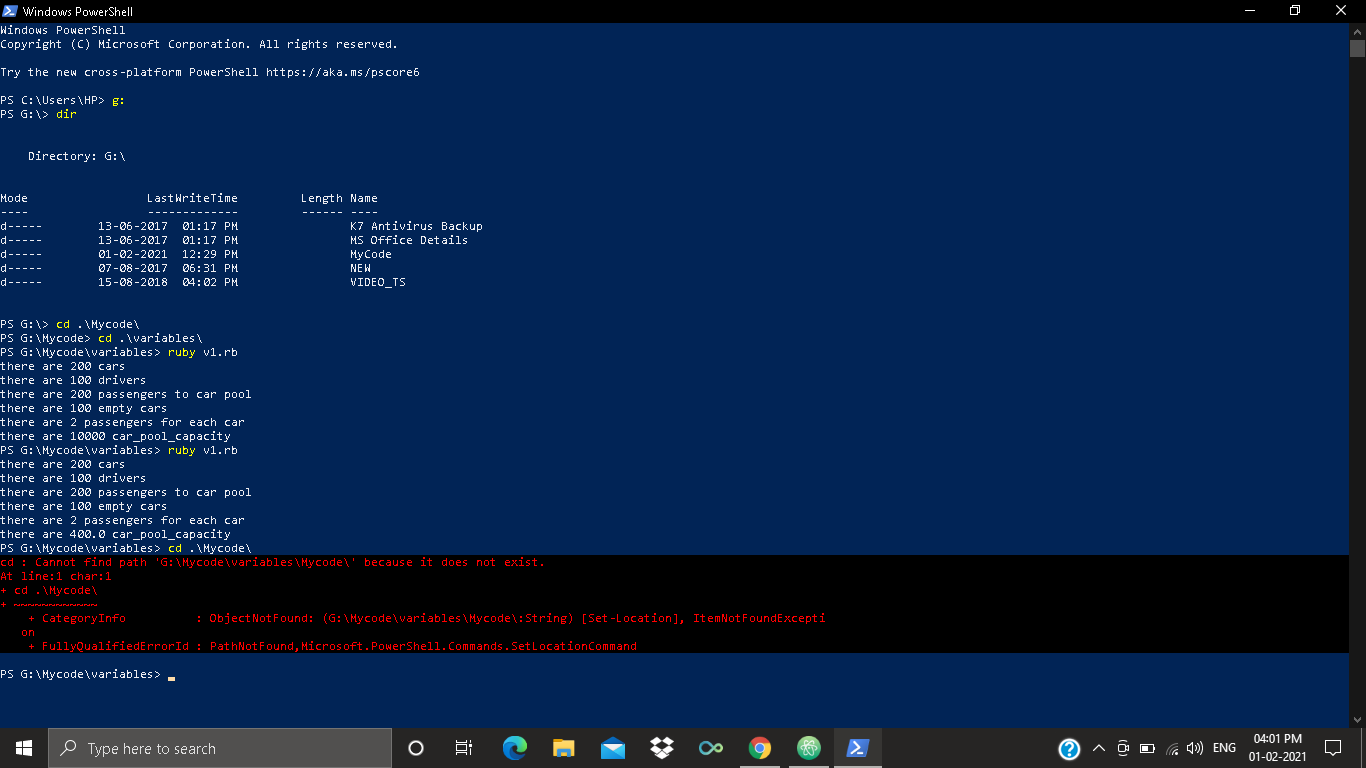 Windows PowerShell
Windows PowerShell
Copyright (C) Microsoft Corporation. All rights reserved.
Try the new cross-platform PowerShell https://aka.ms/pscore6
PS C:\Users\HP> g:
PS G:\> dir
    Directory: G:\
Mode                 LastWriteTime         Length Name
----                 -------------         ------ ----
d-----        13-06-2017  01:17 PM                K7 Antivirus Backup
d-----        13-06-2017  01:17 PM                MS Office Details
d-----        01-02-2021  12:29 PM                MyCode
d-----        07-08-2017  06:31 PM                NEW
d-----        15-08-2018  04:02 PM                VIDEO_TS
PS G:\> cd .\Mycode\
PS G:\Mycode> cd .\variables\
PS G:\Mycode\variables> ruby v1.rb
there are 200 cars
there are 100 drivers
there are 200 passengers to car pool
there are 100 empty cars
there are 2 passengers for each car
there are 10000 car_pool_capacity
PS G:\Mycode\variables> ruby v1.rb
there are 200 cars
there are 100 drivers
there are 200 passengers to car pool
there are 100 empty cars
there are 2 passengers for each car
there are 400.0 car_pool_capacity
PS G:\Mycode\variables> cd .\Mycode\
cd : Cannot find path 'G:\Mycode\variables\Mycode\' because it does not exist.
At line:1 char:1
+ cd .\Mycode\
+ ~~~~~~~~~~~~
    + CategoryInfo          : ObjectNotFound: (G:\Mycode\variables\Mycode\:String) [Set-Location], ItemNotFoundExcepti
   on
    + FullyQualifiedErrorId : PathNotFound,Microsoft.PowerShell.Commands.SetLocationCommand
PS G:\Mycode\variables>
Type here to search
ENG
04:01 PM
01-02-2021